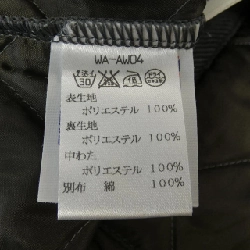 WA-AW04
30
表生地
ポリエステル 100%
裏生地
ポリエステル 100%
中わた
ポリエステル 100%
別布 綿 100%